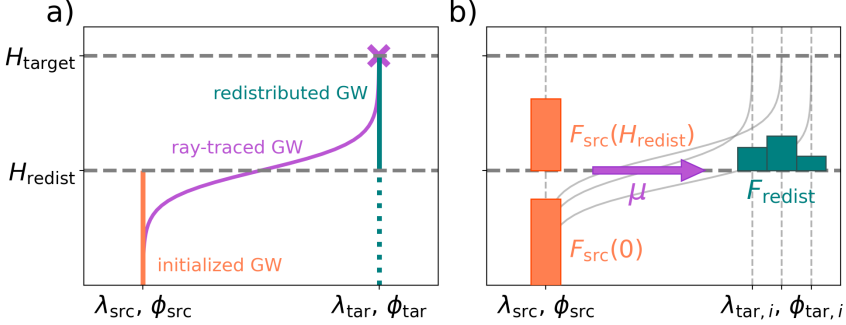 a)
H_target
redistributed GW
ray-traced GW
H_redist
initialized GW
λ_src, ϕ_src
λ_tar, ϕ_tar
b)
F_src(H_redist)
μ
F_redist
F_src(0)
λ_src, ϕ_src
λ_tar, i, ϕ_tar, i